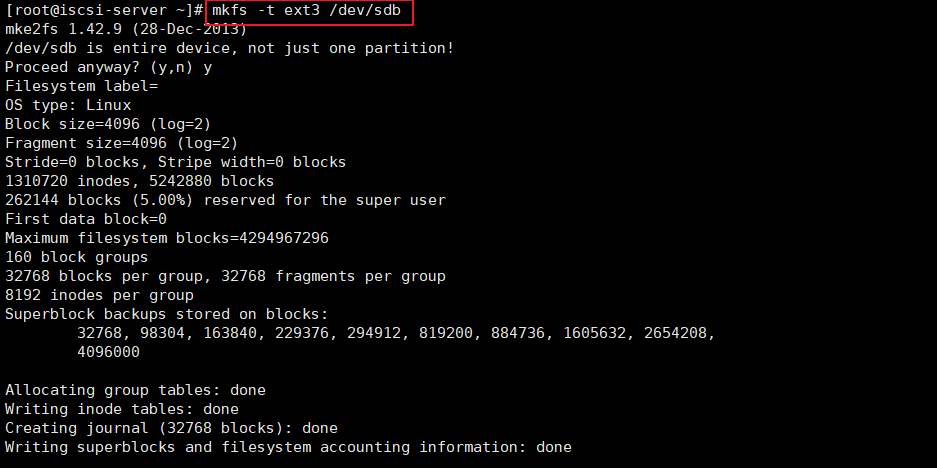 [root@iscsi-server ~]# mkfs -t ext3 /dev/sdb
mke2fs 1.42.9 (28-Dec-2013)
/dev/sdb is entire device, not just one partition!
Proceed anyway? (y,n) y
Filesystem label=
OS type: Linux
Block size=4096 (log=2)
Fragment size=4096 (log=2)
Stride=0 blocks, Stripe width=0 blocks
1310720 inodes, 5242880 blocks
262144 blocks (5.00%) reserved for the super user
First data block=0
Maximum filesystem blocks=4294967296
160 block groups
32768 blocks per group, 32768 fragments per group
8192 inodes per group
Superblock backups stored on blocks:
        32768, 98304, 163840, 229376, 294912, 819200, 884736, 1605632, 2654208,
        4096000

Allocating group tables: done
Writing inode tables: done
Creating journal (32768 blocks): done
Writing superblocks and filesystem accounting information: done